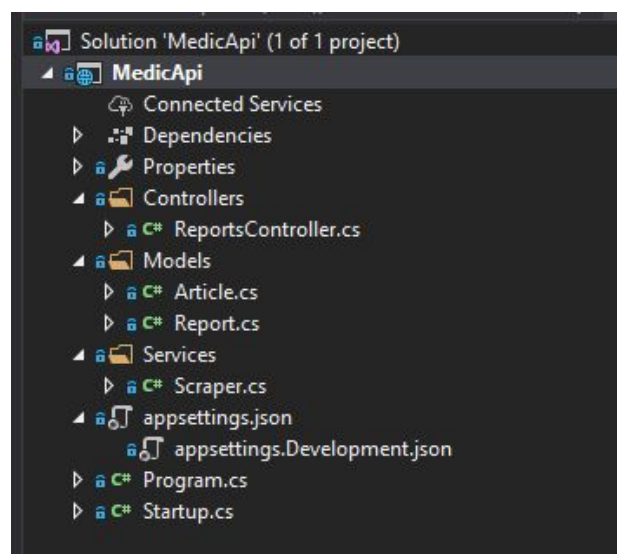 Solution 'MedicApi' (1 of 1 project)
MedicApi
Connected Services
Dependencies
Properties
Controllers
C# ReportsController.cs
Models
C# Article.cs
C# Report.cs
Services
C# Scraper.cs
appsettings.json
appsettings.Development.json
C# Program.cs
C# Startup.cs